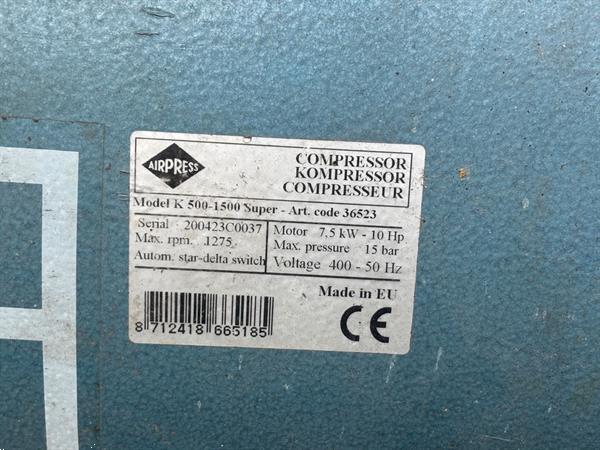 AIRPRESS
COMPRESSOR
KOMPRESSOR
COMPRESSEUR
Model K 500-1500 Super - Art. code 36523
Serial 200423C0037
Max. rpm. 1275
Autom. star-delta switch
Motor 7,5 kW - 10 Hp
Max. pressure 15 bar
Voltage 400 - 50 Hz
Made in EU
8 712418 665185
CE